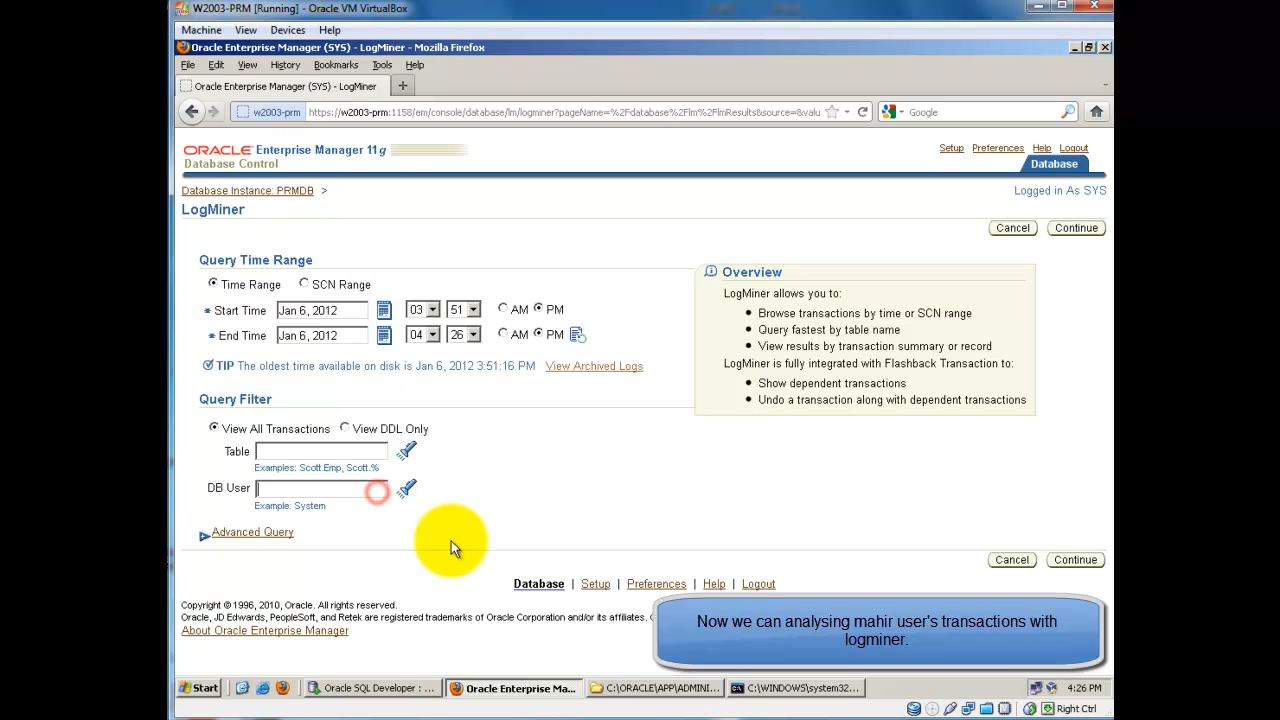 W2003-PRM [Running] - Oracle VM VirtualBox
Machine View Devices Help
Oracle Enterprise Manager (SYS) - LogMiner - Mozilla Firefox
File Edit View History Bookmarks Tools Help
Oracle Enterprise Manager (SYS) - LogMiner
w2003-prm https://w2003-prm:1158/em/console/database/lm/logminer?pageName=%2Fdatabase%2Flm%2FlmResults&source=&valu Google
ORACLE Enterprise Manager 11g
Database Control
Setup Preferences Help Logout
Database
Database Instance: PRMDB >
Logged in As SYS
LogMiner
Cancel Continue
Query Time Range
Time Range SCN Range
* Start Time Jan 6, 2012 03 51 AM PM
* End Time Jan 6, 2012 04 26 AM PM
TIP The oldest time available on disk is Jan 6, 2012 3:51:16 PM View Archived Logs
Overview
LogMiner allows you to:
• Browse transactions by time or SCN range
• Query fastest by table name
• View results by transaction summary or record
LogMiner is fully integrated with Flashback Transaction to:
• Show dependent transactions
• Undo a transaction along with dependent transactions
Query Filter
View All Transactions View DDL Only
Table
Examples: Scott.Emp, Scott.%
DB User
Example: System
Advanced Query
Cancel Continue
Database | Setup | Preferences | Help | Logout
Copyright © 1996, 2010, Oracle. All rights reserved.
Oracle, JD Edwards, PeopleSoft, and Retek are registered trademarks of Oracle Corporation and/or its affiliates.
About Oracle Enterprise Manager
Now we can analysing mahir user's transactions with
logminer.
Start Oracle SQL Developer : ... Oracle Enterprise Ma... C:\ORACLE\APP\ADMINI... C:\WINDOWS\system32... 4:26 PM
Right Ctrl